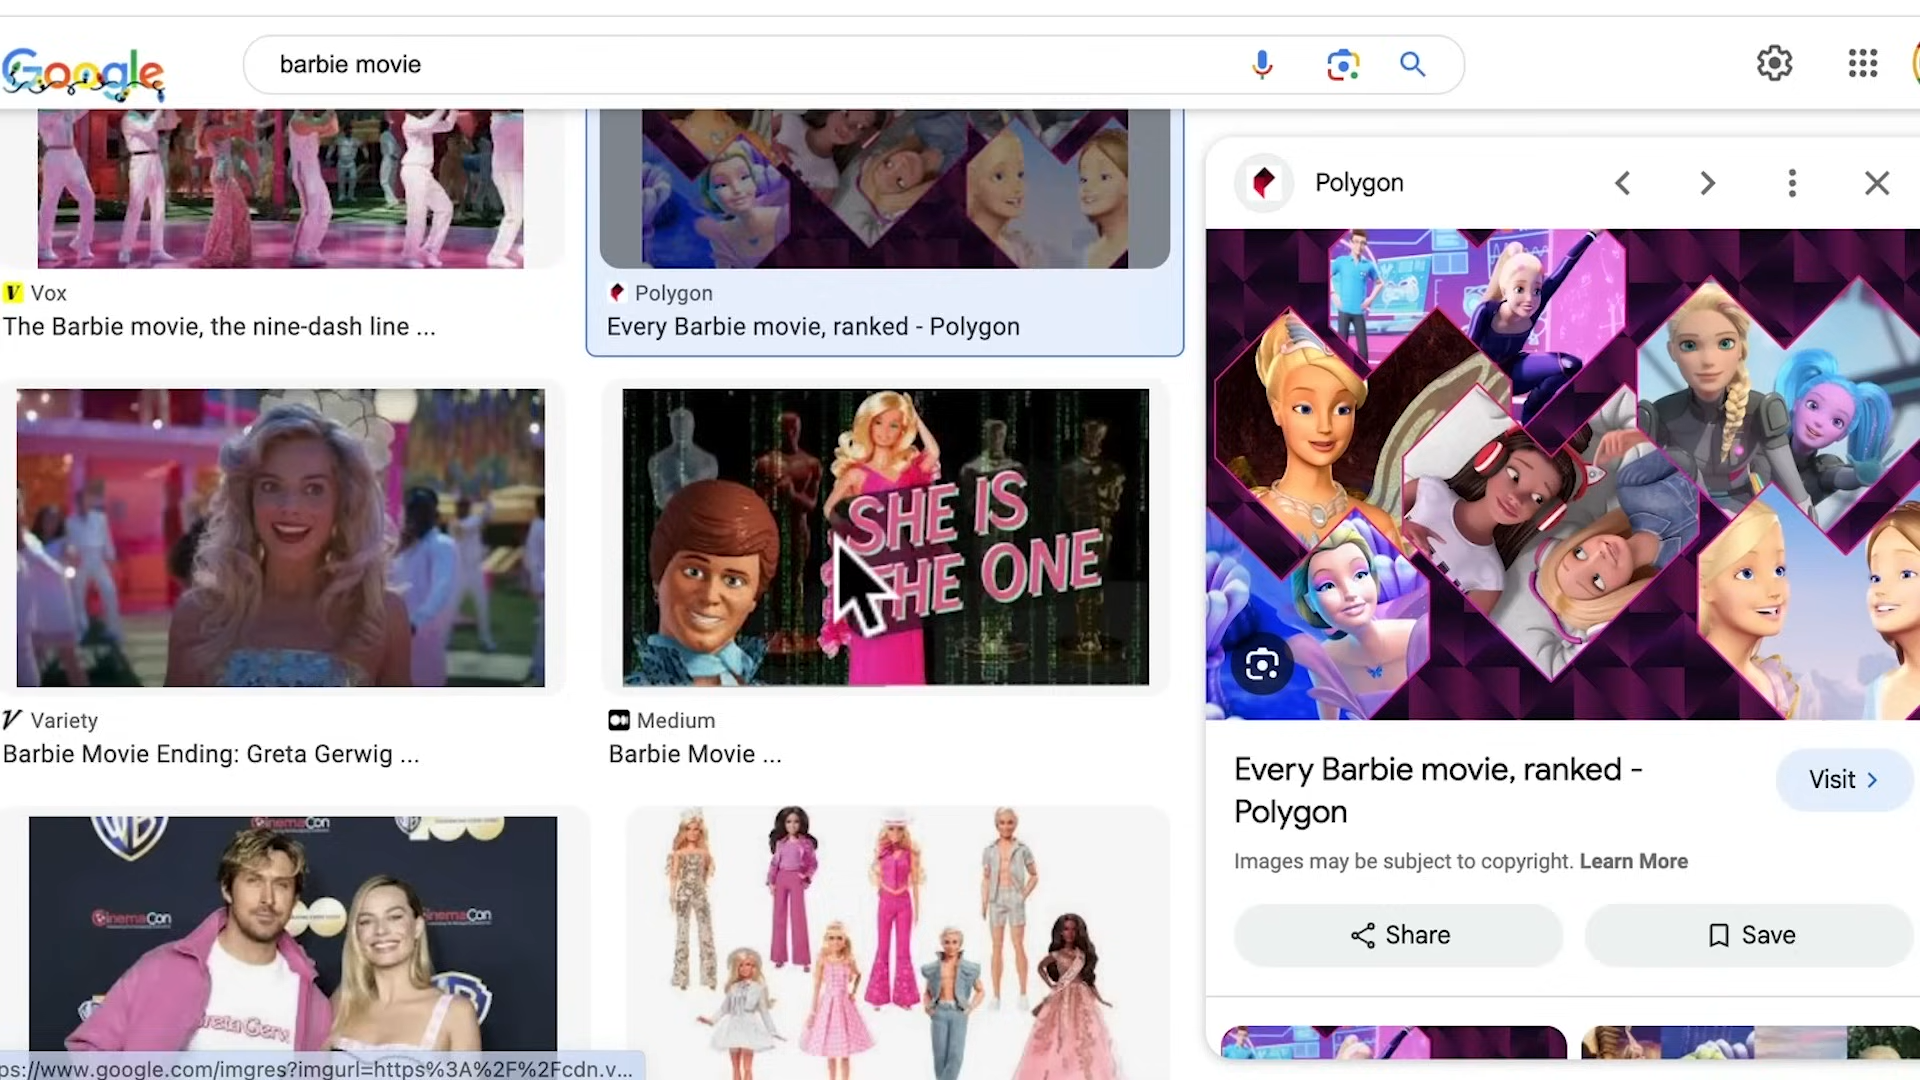 Google
barbie movie
Vox
The Barbie movie, the nine-dash line ...
Polygon
Every Barbie movie, ranked - Polygon
Polygon
SHE IS
THE ONE
Variety
Barbie Movie Ending: Greta Gerwig ...
Medium
Barbie Movie ...
Every Barbie movie, ranked -
Polygon
Visit
Images may be subject to copyright. Learn More
Share
Save
CinemaCon
CinemaCon
CinemaCon
ps://www.google.com/imgres?imgurl=https%3A%2F%2Fcdn.v...